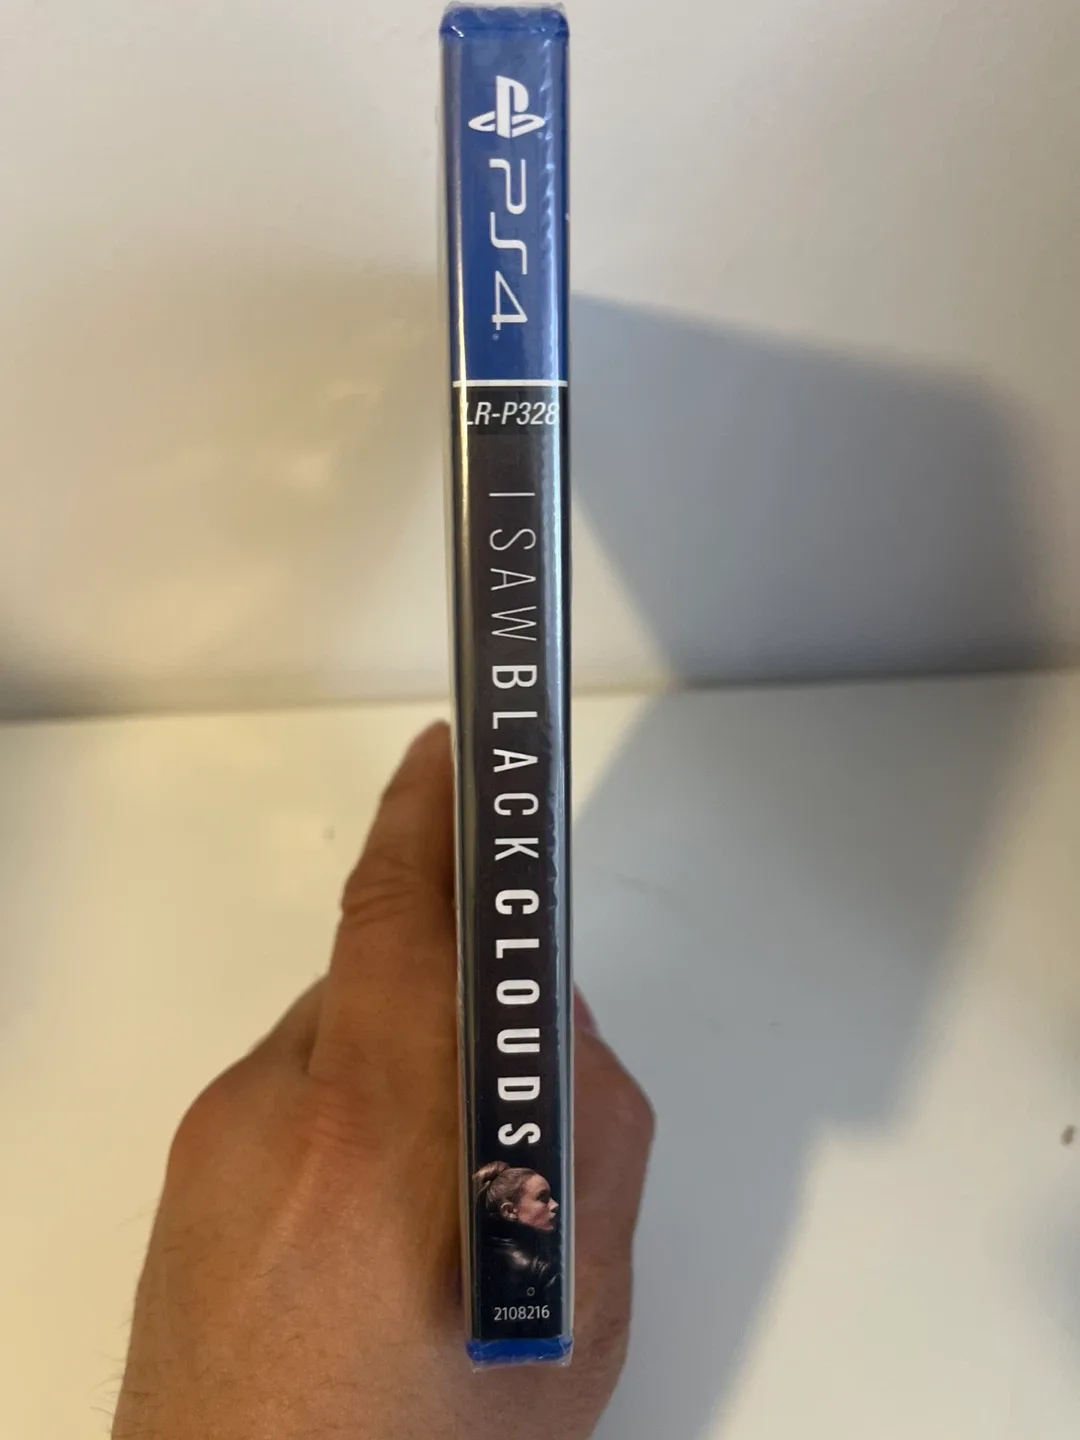 PS4
LR-P328
I SAW BLACK CLOUDS
2108216